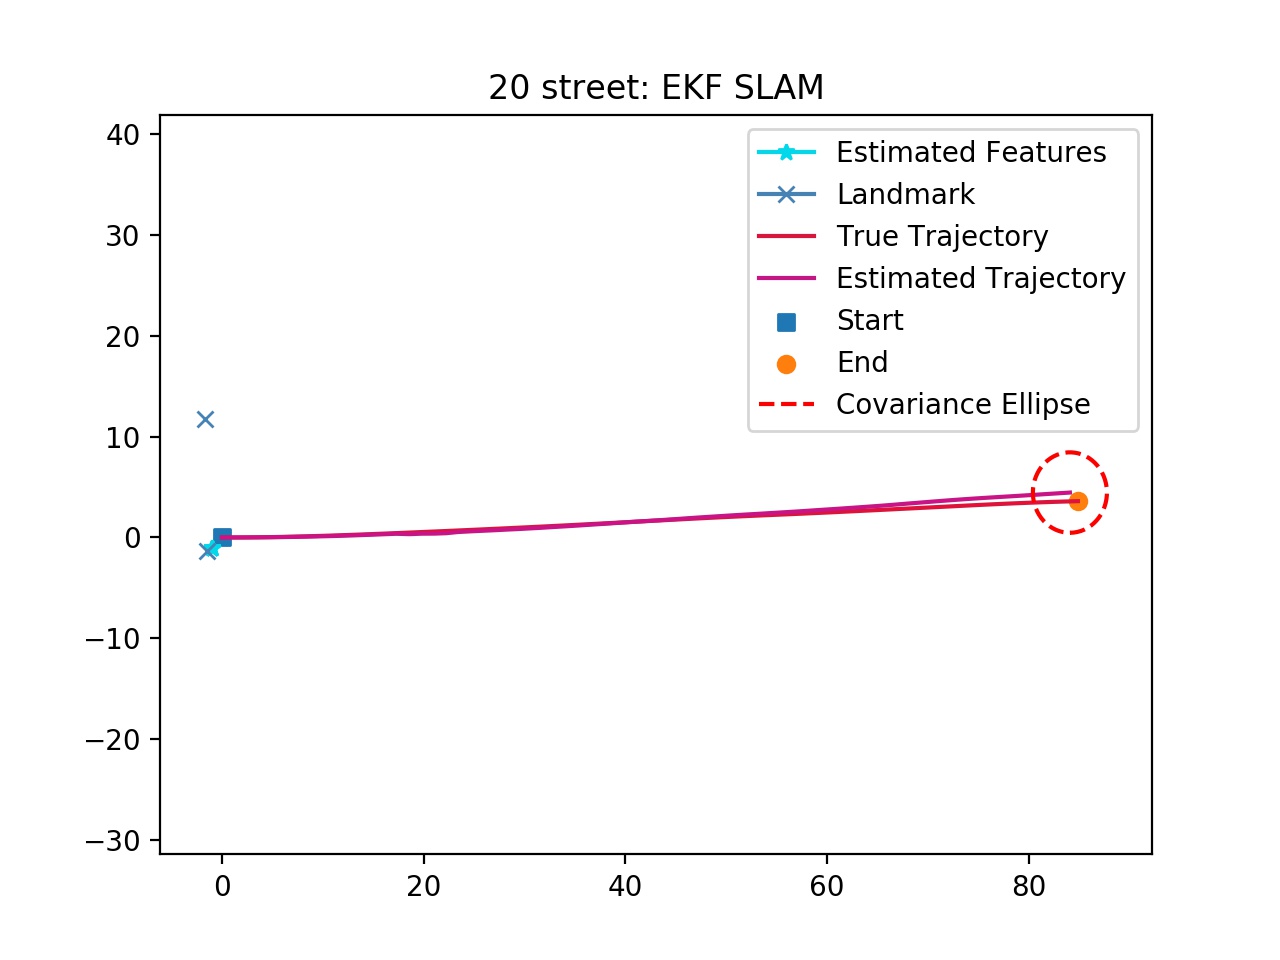 20 street: EKF SLAM
Estimated Features
Landmark
True Trajectory
Estimated Trajectory
Start
End
Covariance Ellipse
40
30
20
10
0
−10
−20
−30
0 20 40 60 80